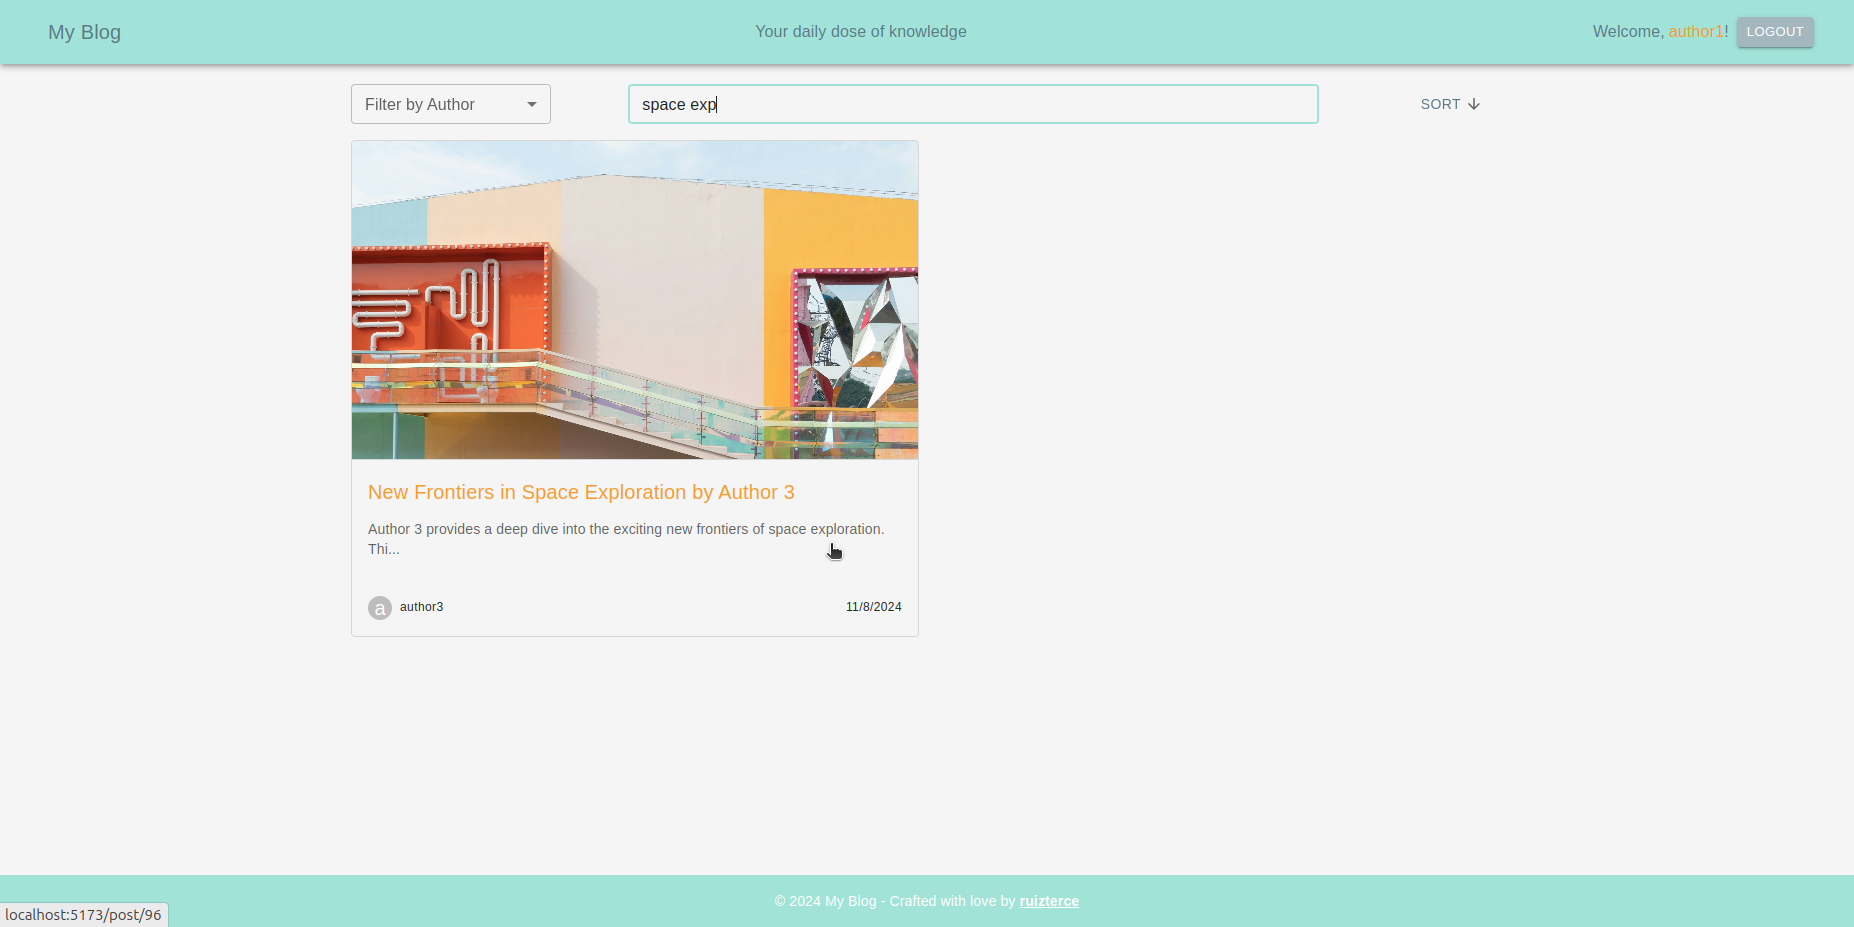 My Blog
Your daily dose of knowledge
Welcome, author1!
LOGOUT
Filter by Author
space exp
SORT
New Frontiers in Space Exploration by Author 3
Author 3 provides a deep dive into the exciting new frontiers of space exploration.
Thi...
a
author3
11/8/2024
© 2024 My Blog - Crafted with love by ruizterce
localhost:5173/post/96